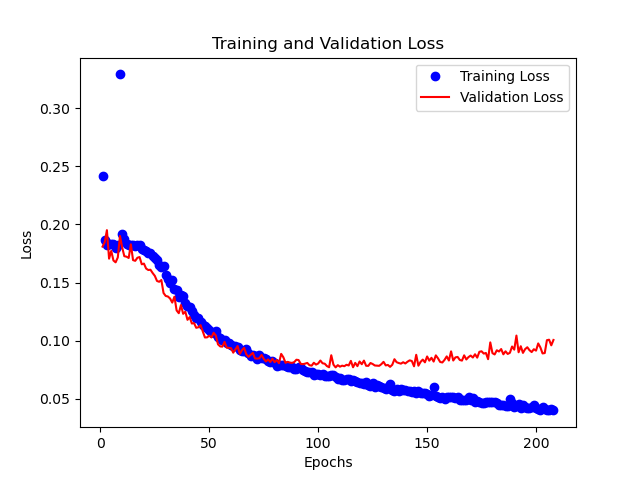 Training and Validation Loss
Training Loss
Validation Loss
0.30
0.25
0.20
0.15
0.10
0.05
Loss
0
50
100
150
200
Epochs